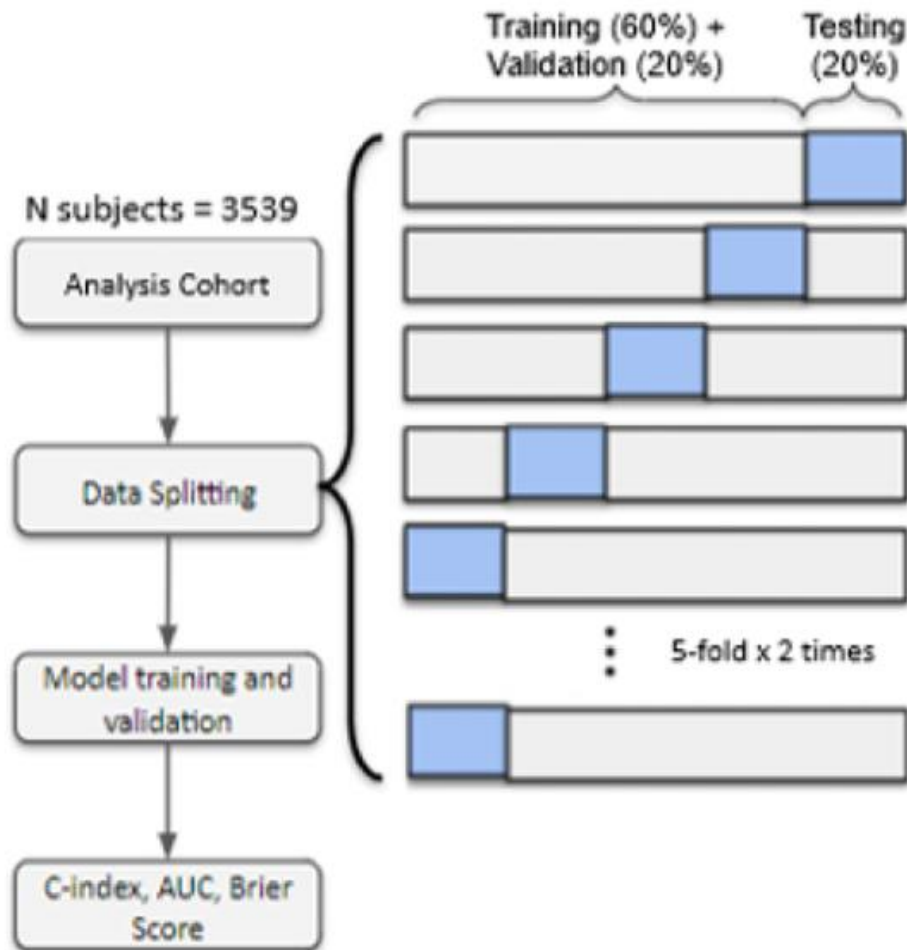 Training (60%) +
Validation (20%)
Testing
(20%)
N subjects = 3539
Analysis Cohort
Data Splitting
Model training and
validation
C-index, AUC, Brier
Score
5-fold x 2 times